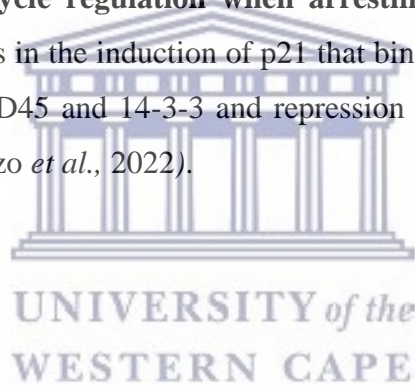 cycle regulation when arresti
s in the induction of p21 that bin
D45 and 14-3-3 and repression
zo et al., 2022).
UNIVERSITY of the
WESTERN CAPE